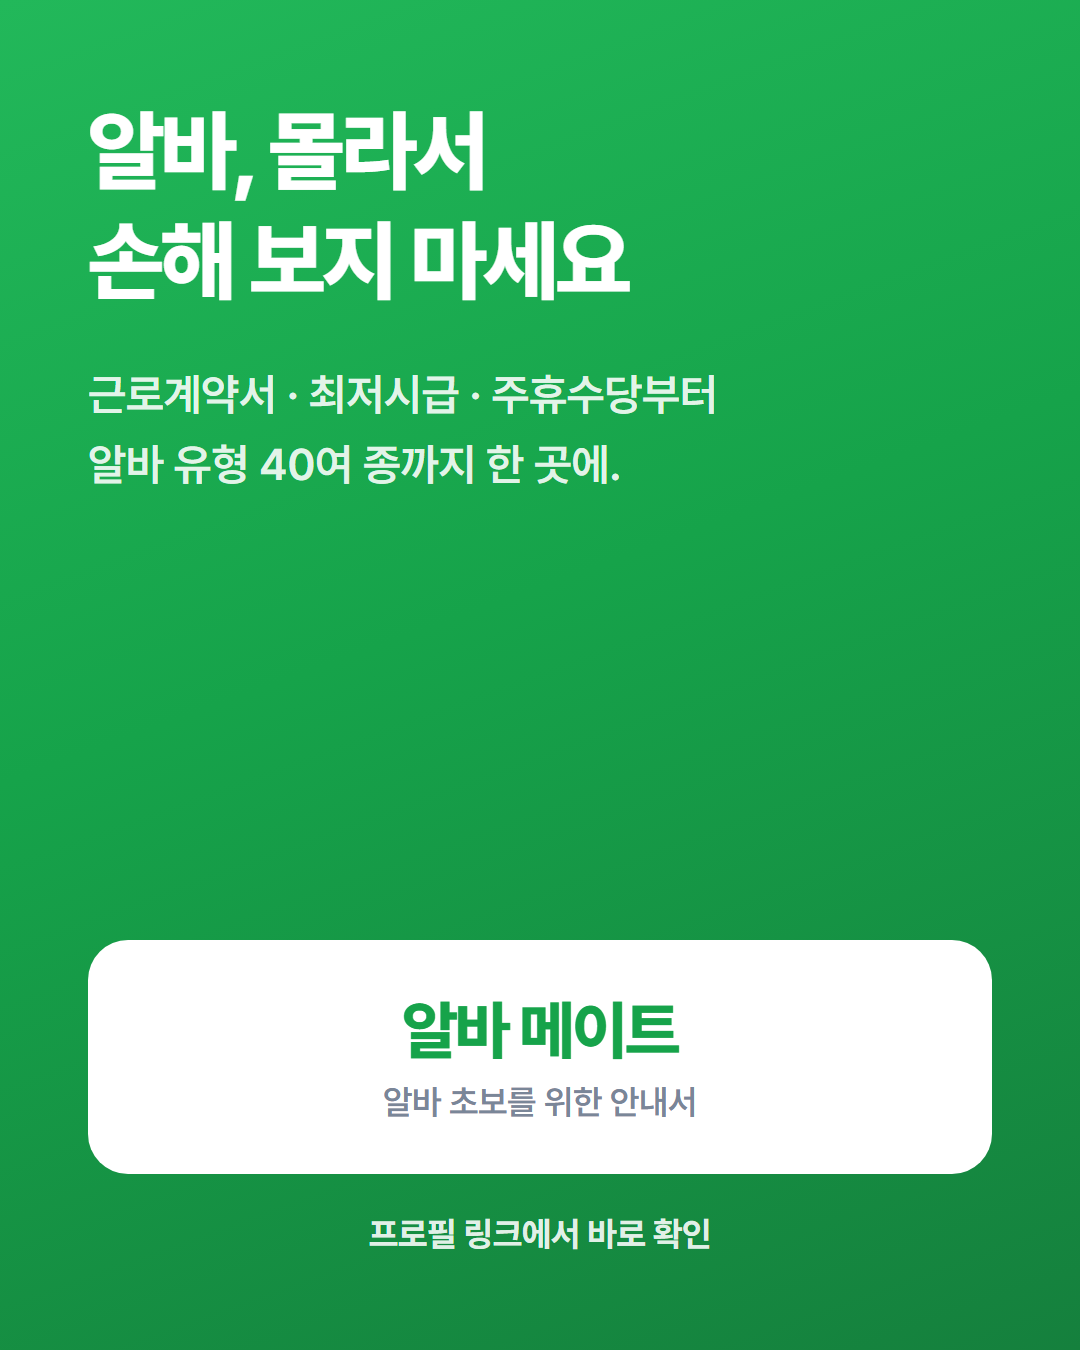 알바, 몰라서
손해 보지 마세요
근로계약서 · 최저시급 · 주휴수당부터
알바 유형 40여 종까지 한 곳에.
알바 메이트
알바 초보를 위한 안내서
프로필 링크에서 바로 확인